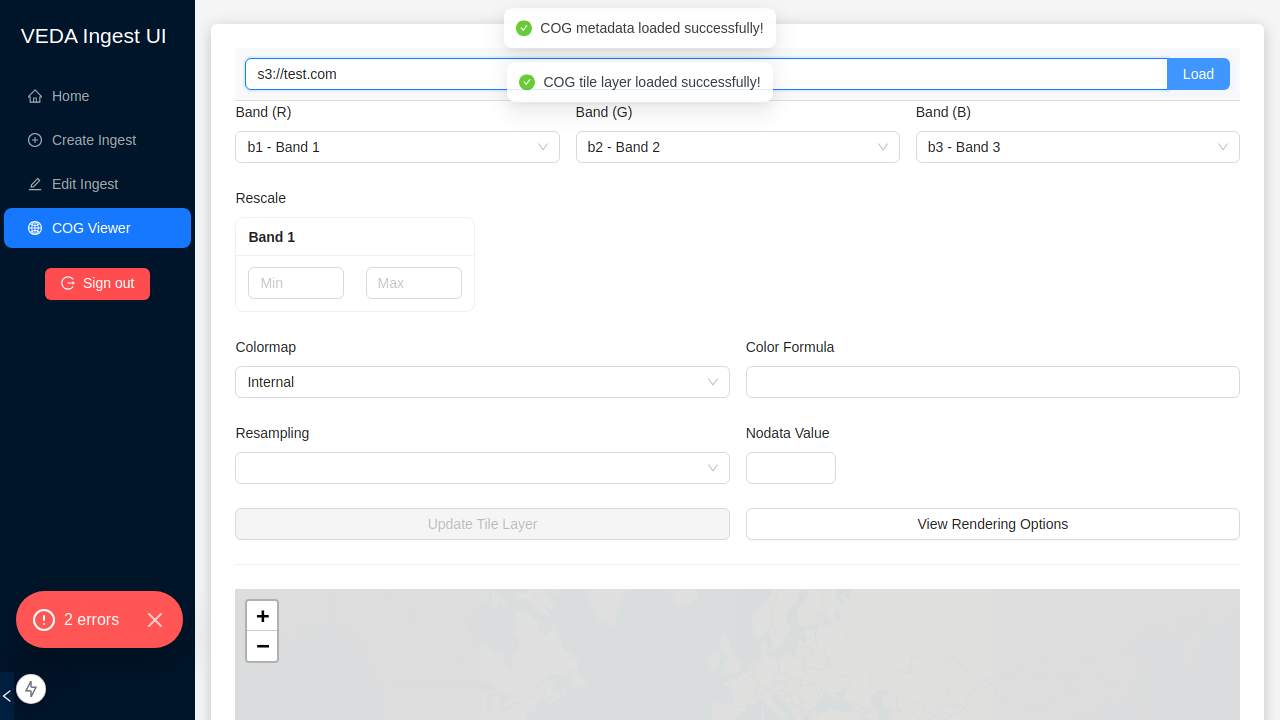 VEDA Ingest UI
Home
Create Ingest
Edit Ingest
COG Viewer
Sign out
2 errors
COG metadata loaded successfully!
s3://test.com
Load
COG tile layer loaded successfully!
Band (R)
Band (G)
Band (B)
b1 - Band 1
b2 - Band 2
b3 - Band 3
Rescale
Band 1
Min
Max
Colormap
Color Formula
Internal
Resampling
Nodata Value
Update Tile Layer
View Rendering Options
+
−